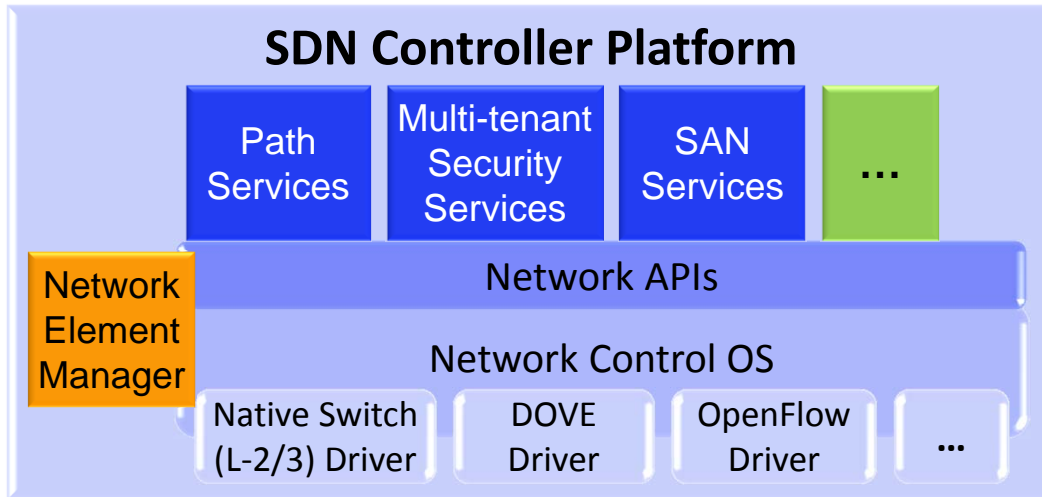 SDN Controller Platform
Path
Services
Multi-tenant
Security
Services
SAN
Services
...
Network APIs
Network
Element
Manager
Network Control OS
Native Switch
(L-2/3) Driver
DOVE
Driver
OpenFlow
Driver
...